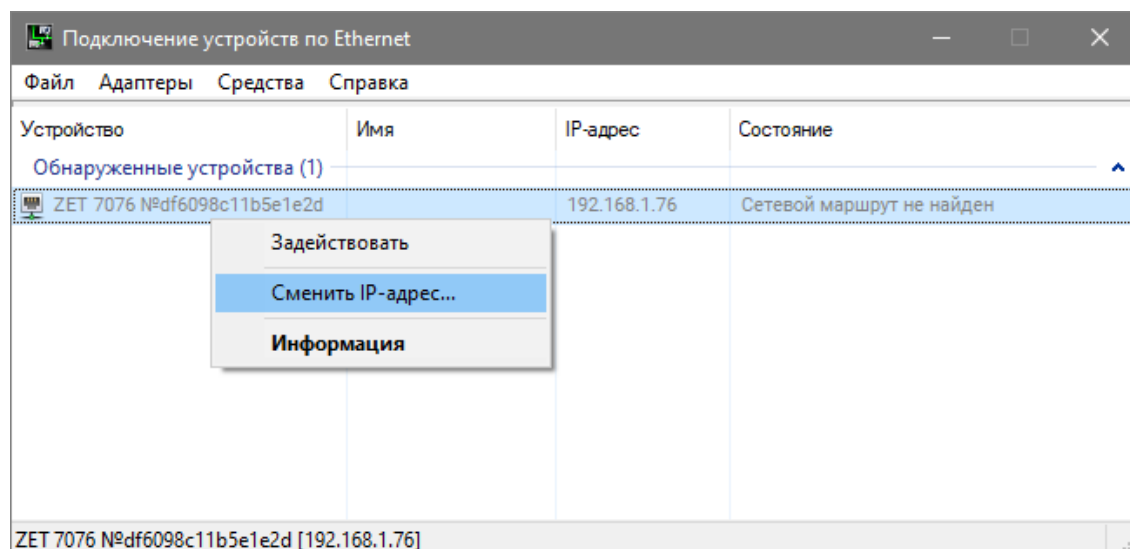 Подключение устройств по Ethernet
Файл Адаптеры Средства Справка
Устройство Имя IP-адрес Состояние
Обнаруженные устройства (1)
ZET 7076 №df6098c11b5e1e2d 192.168.1.76 Сетевой маршрут не найден
Задействовать
Сменить IP-адрес...
Информация
ZET 7076 №df6098c11b5e1e2d [192.168.1.76]